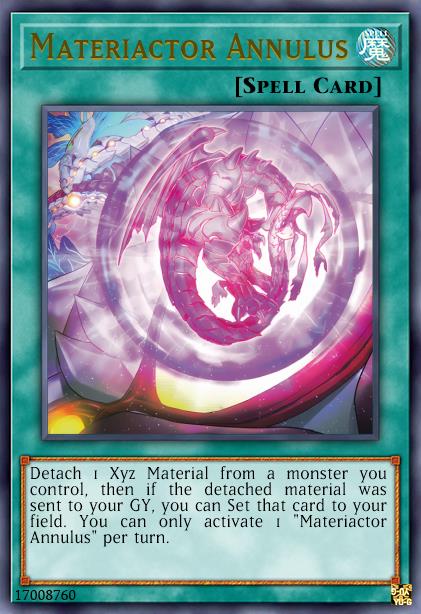 Materiactor Annulus
SPELL
魔
[Spell Card]
Detach 1 Xyz Material from a monster you
control, then if the detached material was
sent to your GY, you can Set that card to your
field. You can only activate 1 "Materiactor
Annulus" per turn.
17008760